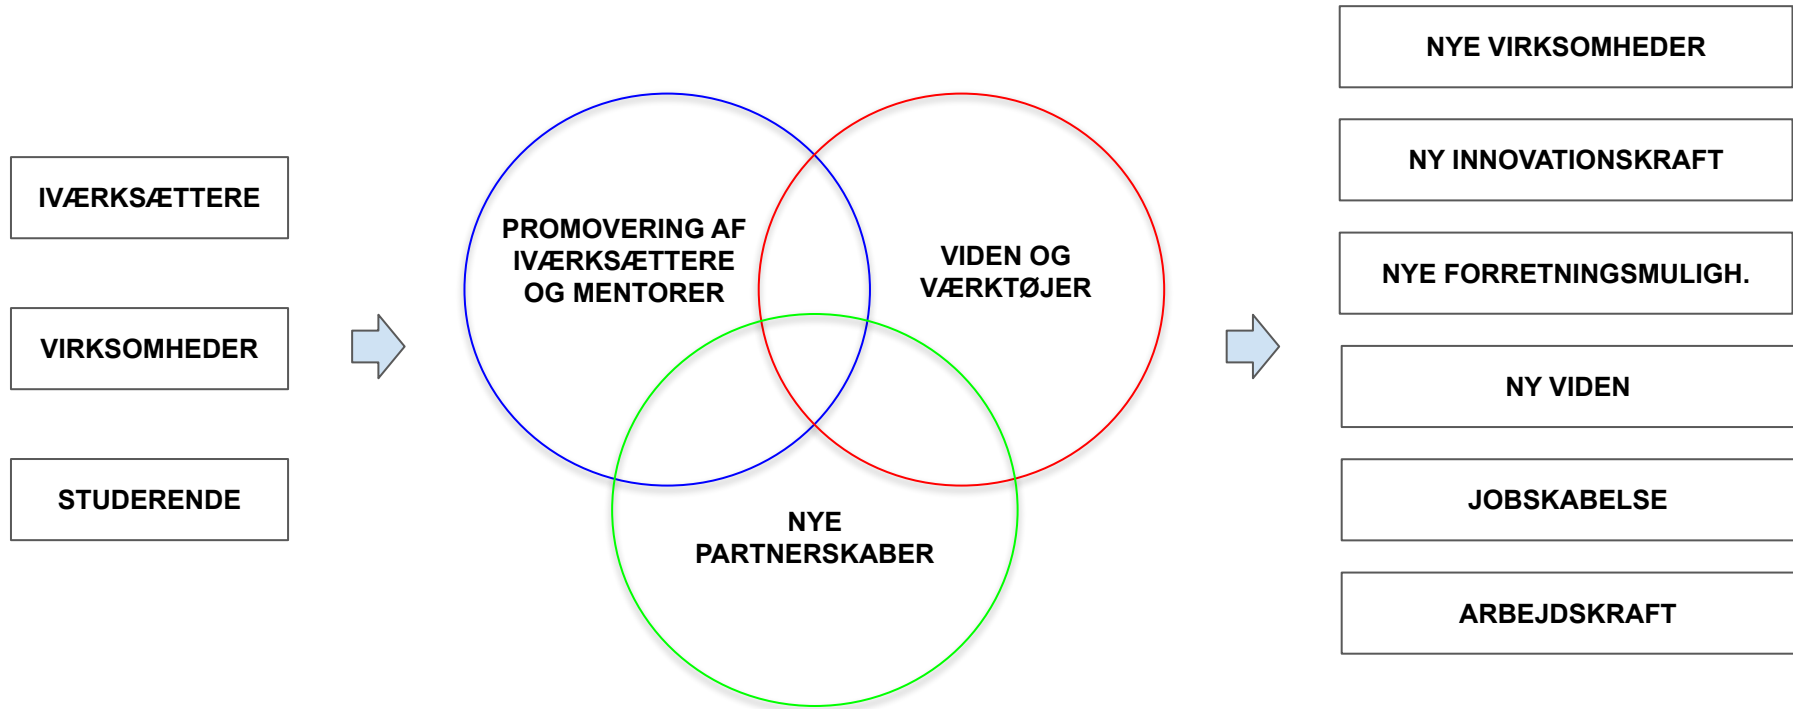 IVÆRKSÆTTERE
VIRKSOMHEDER
STUDERENDE
PROMOVERING AF
IVÆRKSÆTTERE
OG MENTORER
VIDEN OG
VÆRKTØJER
NYE
PARTNERSKABER
NYE VIRKSOMHEDER
NY INNOVATIONSKRAFT
NYE FORRETNINGSMULIGH.
NY VIDEN
JOBSKABELSE
ARBEJDSKRAFT